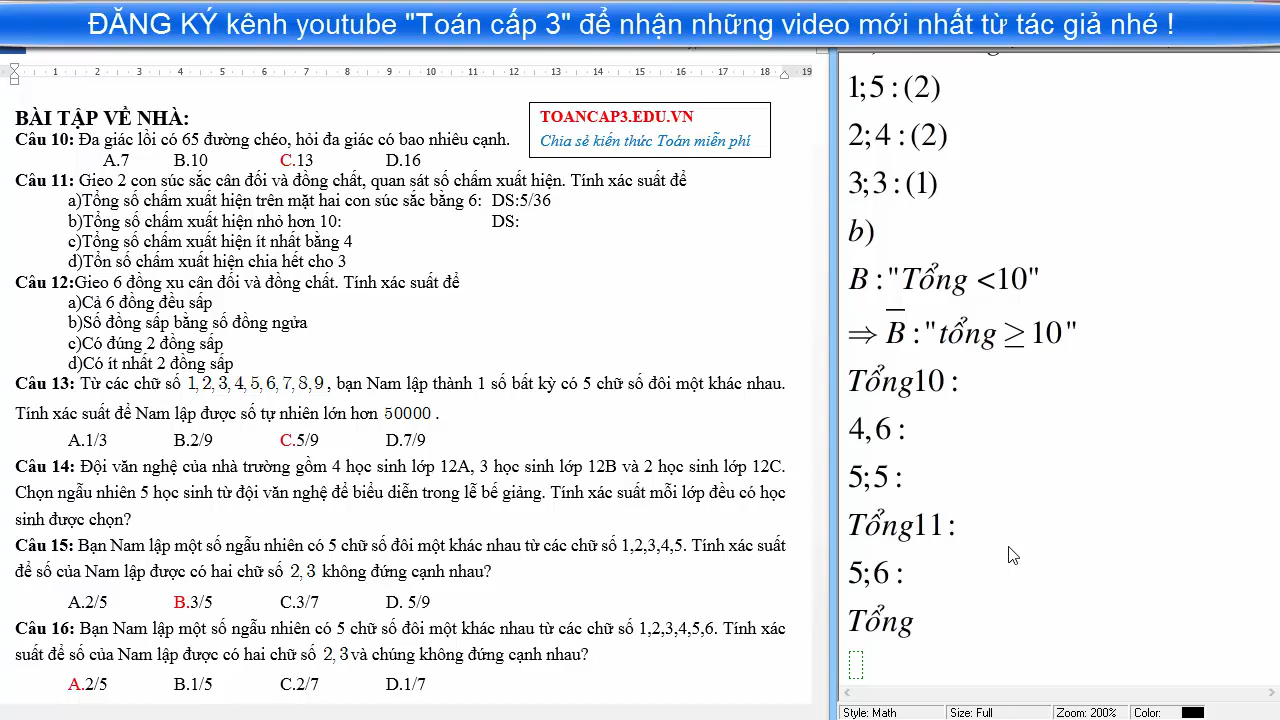 ĐĂNG KÝ kênh youtube "Toán cấp 3" để nhận những video mới nhất từ tác giả nhé !
1 2 3 4 5 6 7 8 9 10 11 12 13 14 15 16 17 18 19
BÀI TẬP VỀ NHÀ:
TOANCAP3.EDU.VN
Chia sẻ kiến thức Toán miễn phí
Câu 10: Đa giác lồi có 65 đường chéo, hỏi đa giác có bao nhiêu cạnh.
A.7 B.10 C.13 D.16
Câu 11: Gieo 2 con súc sắc cân đối và đồng chất, quan sát số chấm xuất hiện. Tính xác suất để
a)Tổng số chấm xuất hiện trên mặt hai con súc sắc bằng 6: DS:5/36
b)Tổng số chấm xuất hiện nhỏ hơn 10: DS:
c)Tổng số chấm xuất hiện ít nhất bằng 4
d)Tổn số chấm xuất hiện chia hết cho 3
Câu 12:Gieo 6 đồng xu cân đối và đồng chất. Tính xác suất để
a)Cả 6 đồng đều sấp
b)Số đồng sấp bằng số đồng ngửa
c)Có đúng 2 đồng sấp
d)Có ít nhất 2 đồng sấp
Câu 13: Từ các chữ số 1,2,3,4,5,6,7,8,9, bạn Nam lập thành 1 số bất kỳ có 5 chữ số đôi một khác nhau.
Tính xác suất để Nam lập được số tự nhiên lớn hơn 50000.
A.1/3 B.2/9 C.5/9 D.7/9
Câu 14: Đội văn nghệ của nhà trường gồm 4 học sinh lớp 12A, 3 học sinh lớp 12B và 2 học sinh lớp 12C.
Chọn ngẫu nhiên 5 học sinh từ đội văn nghệ để biểu diễn trong lễ bế giảng. Tính xác suất mỗi lớp đều có học
sinh được chọn?
Câu 15: Bạn Nam lập một số ngẫu nhiên có 5 chữ số đôi một khác nhau từ các chữ số 1,2,3,4,5. Tính xác suất
để số của Nam lập được có hai chữ số 2,3 không đứng cạnh nhau?
A.2/5 B.3/5 C.3/7 D. 5/9
Câu 16: Bạn Nam lập một số ngẫu nhiên có 5 chữ số đôi một khác nhau từ các chữ số 1,2,3,4,5,6. Tính xác
suất để số của Nam lập được có hai chữ số 2,3và chúng không đứng cạnh nhau?
A.2/5 B.1/5 C.2/7 D.1/7
1;5 : (2)
2;4 : (2)
3;3 : (1)
b)
B : "Tổng <10"
⇒ B̅ : "tổng ≥ 10"
Tổng10 :
4,6 :
5;5 :
Tổng11 :
5;6 :
Tổng
Style: Math Size: Full Zoom: 200% Color: